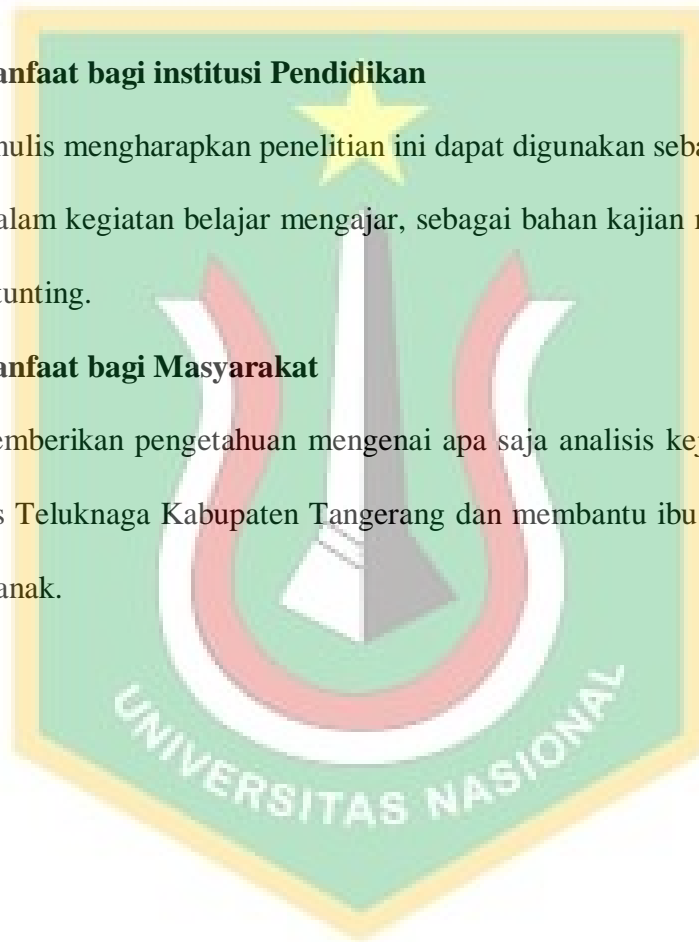 anfaat bagi institusi Pendidikan
nulis mengharapkan penelitian ini dapat digunakan seba
alam kegiatan belajar mengajar, sebagai bahan kajian
tunting.
anfaat bagi Masyarakat
emberikan pengetahuan mengenai apa saja analisis
s Teluknaga Kabupaten Tangerang dan membantu ibu
anak.
UNIVERSITAS NASIONAL